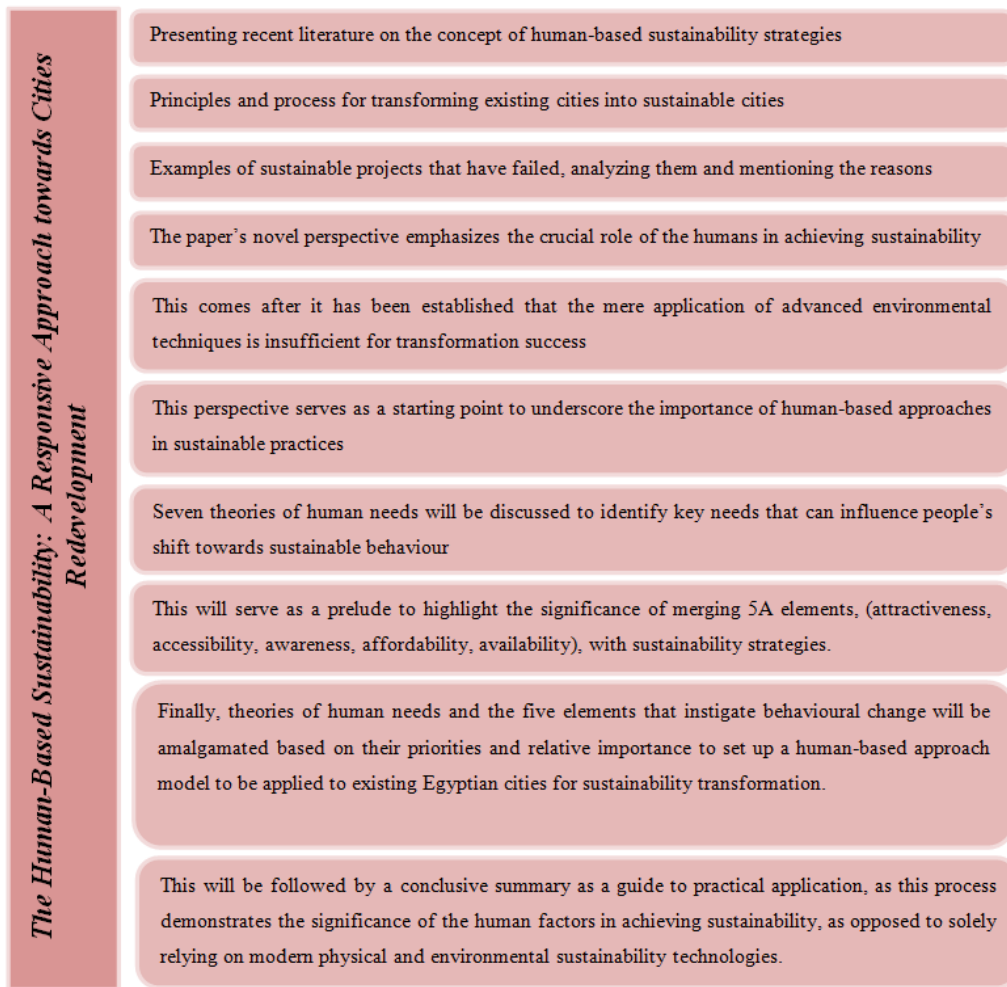 The Human-Based Sustainability: A Responsive Approach towards Cities
Redevelopment
Presenting recent literature on the concept of human-based sustainability strategies
Principles and process for transforming existing cities into sustainable cities
Examples of sustainable projects that have failed, analyzing them and mentioning the reasons
The paper’s novel perspective emphasizes the crucial role of the humans in achieving sustainability
This comes after it has been established that the mere application of advanced environmental
techniques is insufficient for transformation success
This perspective serves as a starting point to underscore the importance of human-based approaches
in sustainable practices
Seven theories of human needs will be discussed to identify key needs that can influence people’s
shift towards sustainable behaviour
This will serve as a prelude to highlight the significance of merging 5A elements, (attractiveness,
accessibility, awareness, affordability, availability), with sustainability strategies.
Finally, theories of human needs and the five elements that instigate behavioural change will be
amalgamated based on their priorities and relative importance to set up a human-based approach
model to be applied to existing Egyptian cities for sustainability transformation.
This will be followed by a conclusive summary as a guide to practical application, as this process
demonstrates the significance of the human factors in achieving sustainability, as opposed to solely
relying on modern physical and environmental sustainability technologies.